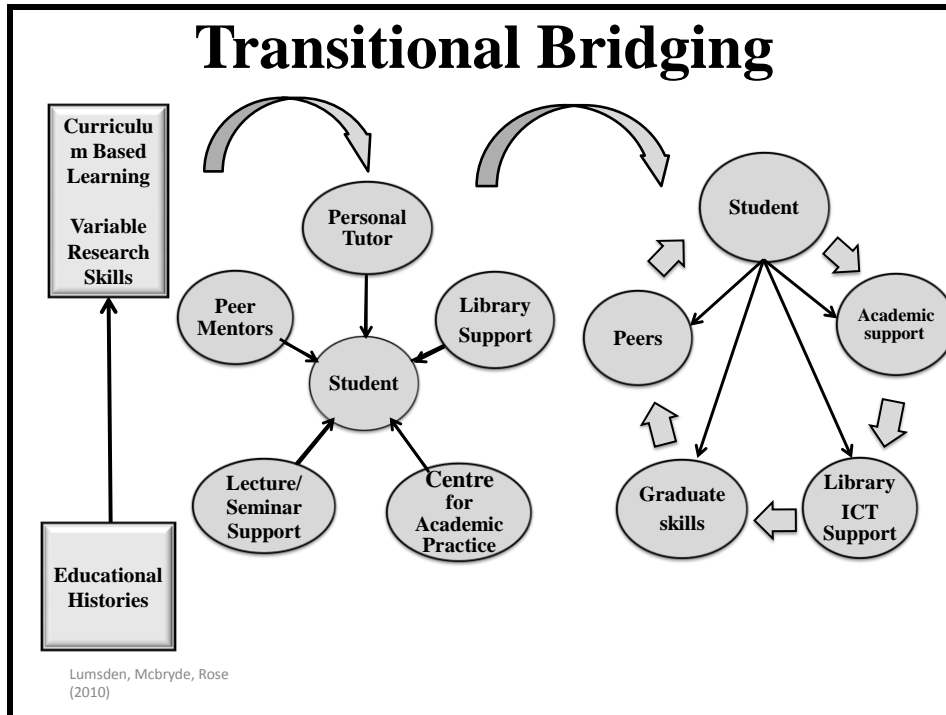 Transitional Bridging
Curriculu
m Based
Learning
Variable
Research
Skills
Educational
Histories
Personal
Tutor
Peer
Mentors
Library
Support
Student
Lecture/
Seminar
Support
Centre
for
Academic
Practice
Student
Peers
Academic
support
Graduate
skills
Library
ICT
Support
Lumsden, Mcbryde, Rose
(2010)